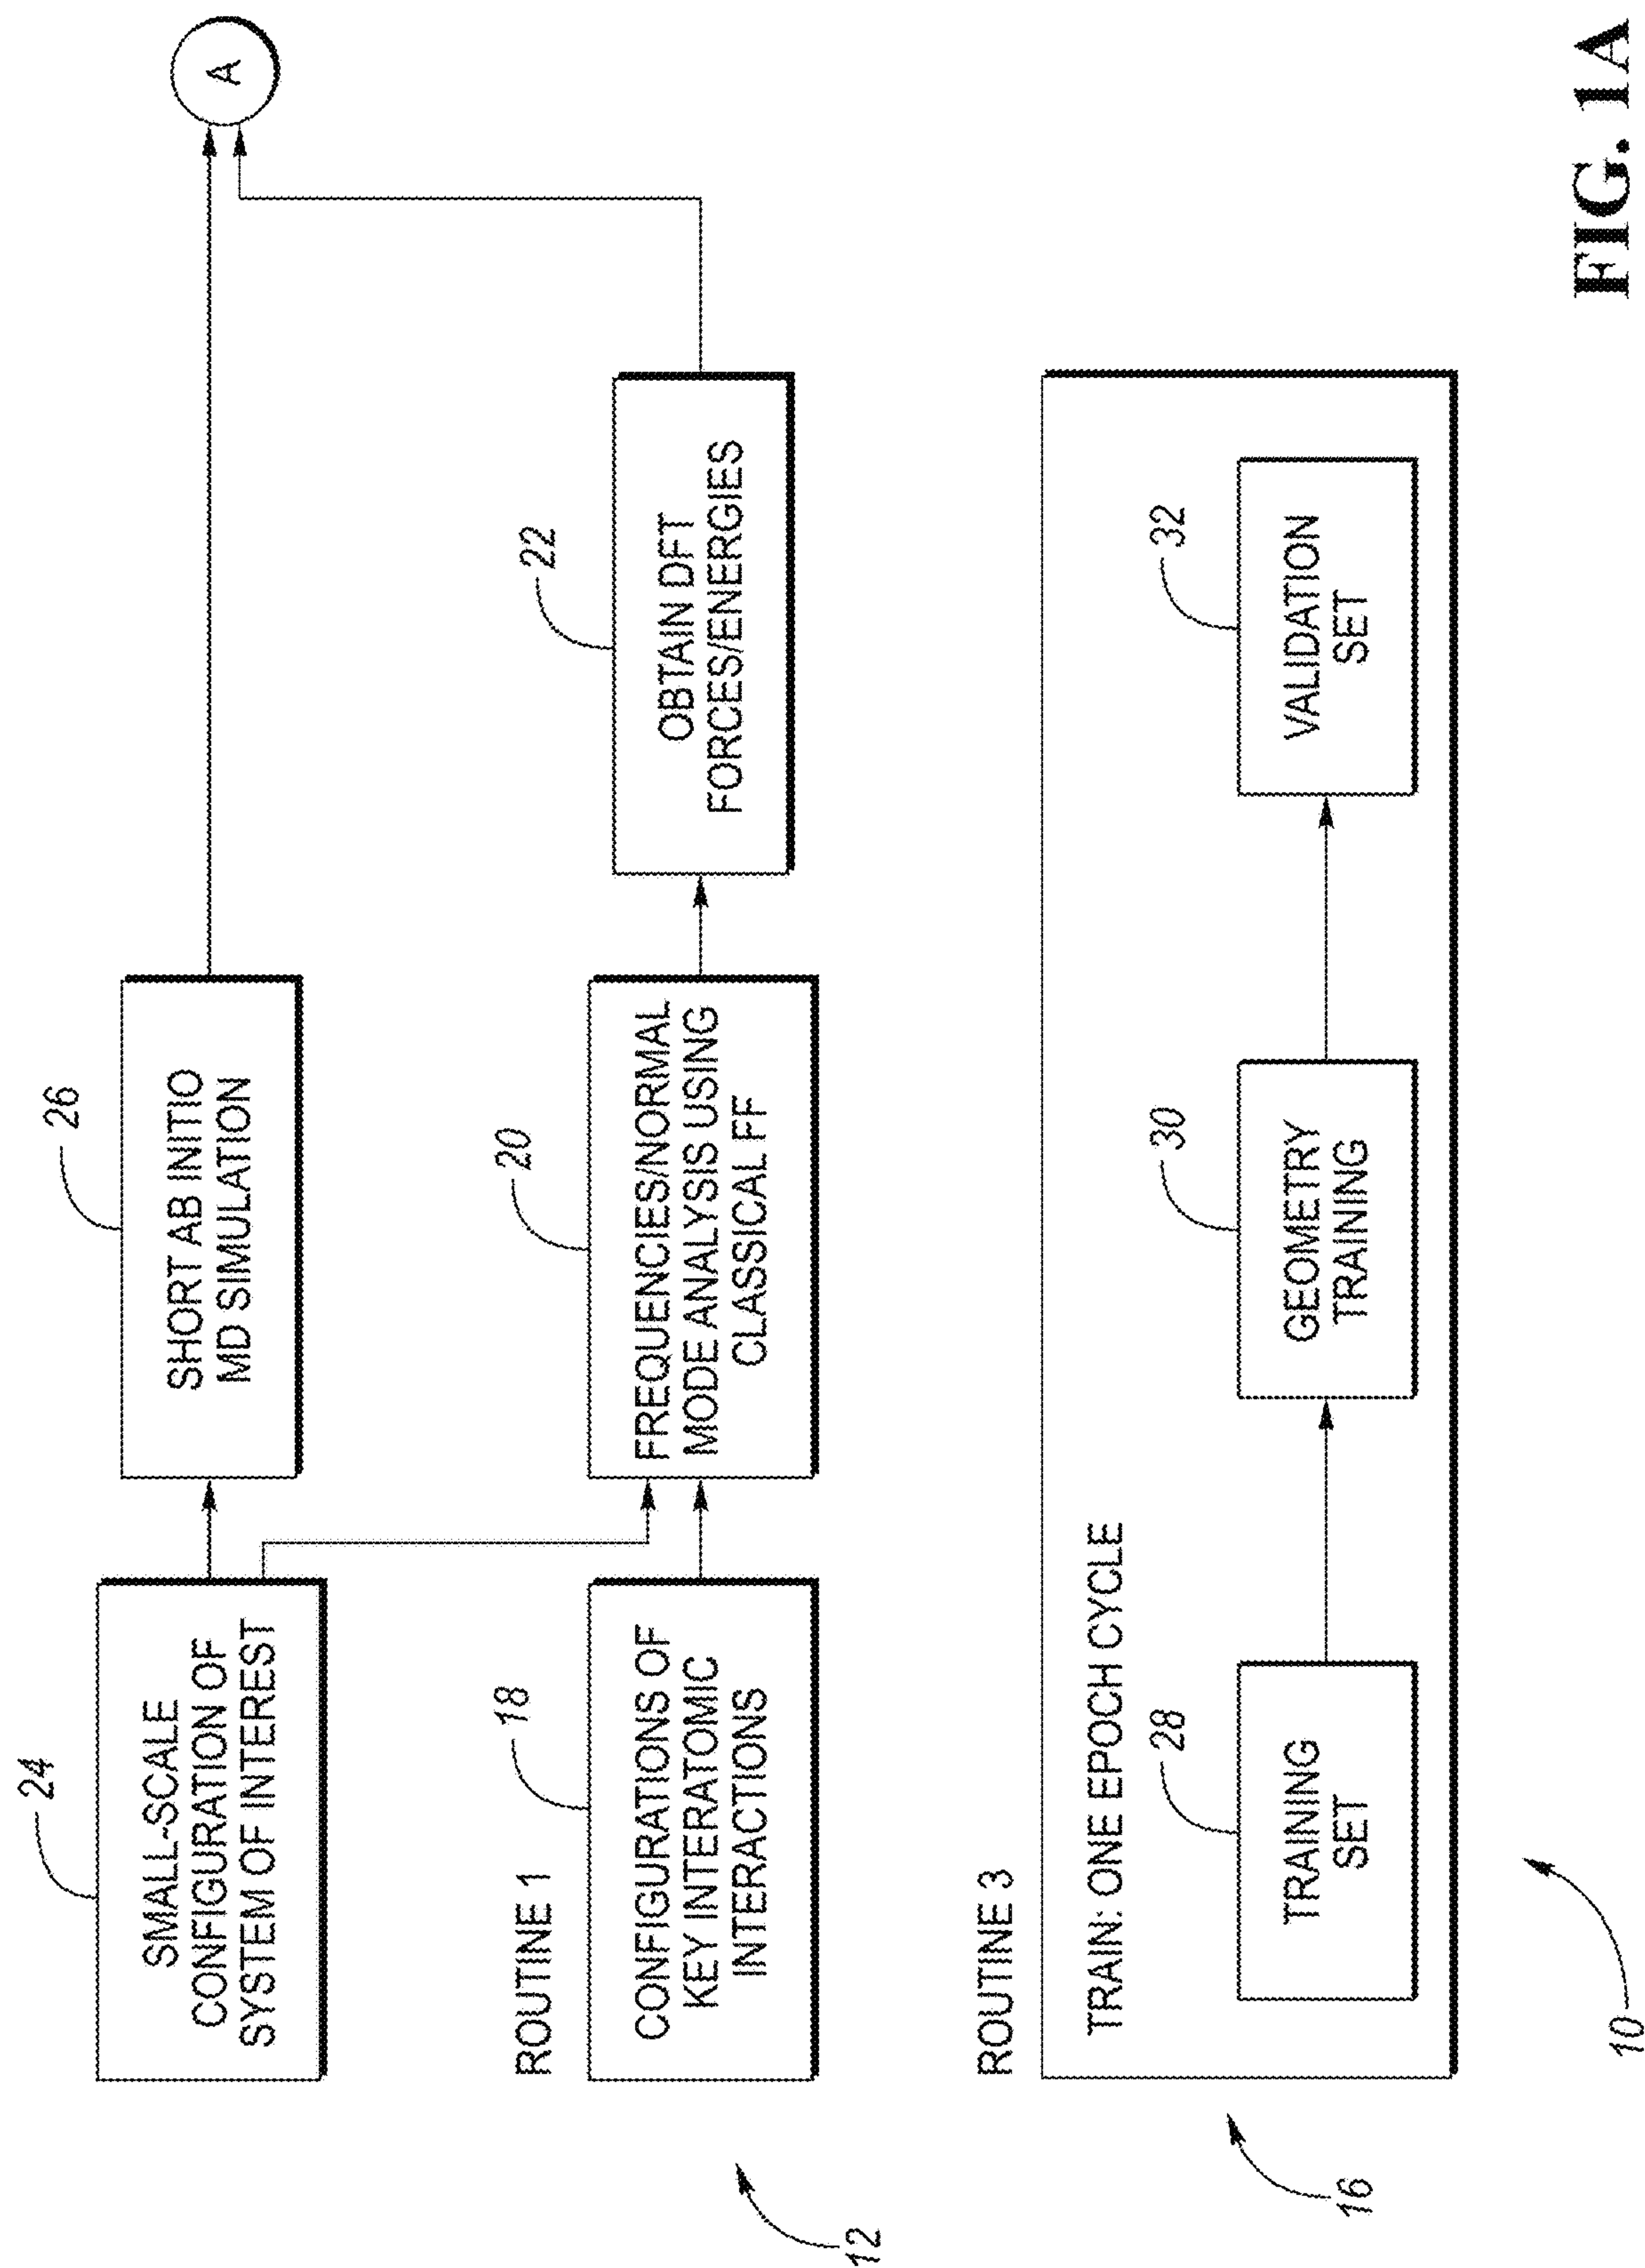 24
SMALL-SCALE
CONFIGURATION OF
SYSTEM OF INTEREST
26
SHORT AB INITIO
MD SIMULATION
A
ROUTINE 1
18
CONFIGURATIONS OF
KEY INTERATOMIC
INTERACTIONS
20
FREQUENCIES/NORMAL
MODE ANALYSIS USING
CLASSICAL FF
22
OBTAIN DFT
FORCES/ENERGIES
12
ROUTINE 3
TRAIN: ONE EPOCH CYCLE
28
TRAINING
SET
30
GEOMETRY
TRAINING
32
VALIDATION
SET
16
10
FIG. 1A